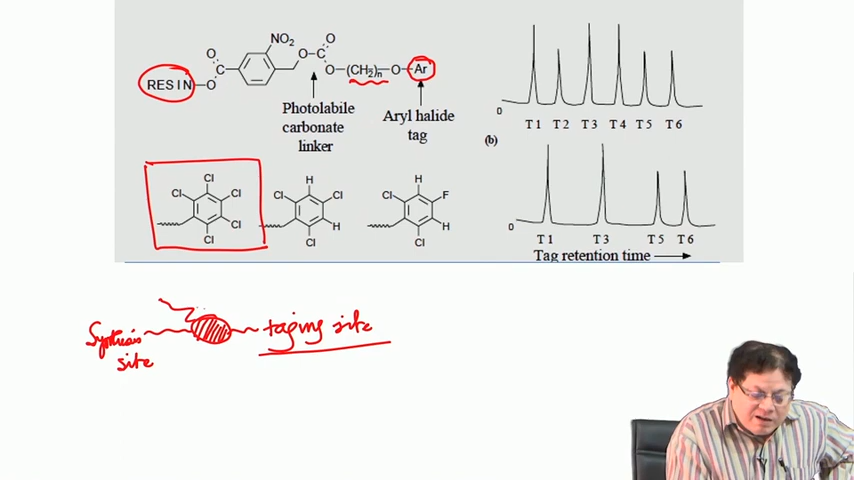 NO2
O
O
O
C
C
RESIN
O
O
(CH2)n
O
Ar
Photolabile
carbonate
linker
Aryl halide
tag
0
T1 T2 T3 T4 T5 T6
(b)
Cl
Cl
Cl
Cl
Cl
H
Cl
Cl
H
Cl
H
Cl
F
H
Cl
0
T1 T3 T5 T6
Tag retention time
Synthesis
site
taging site